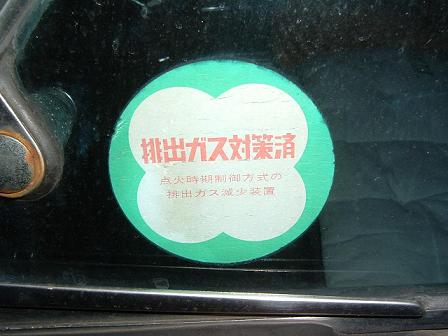 排出ガス対策済
点火時期制御方式の
排出ガス減少装置